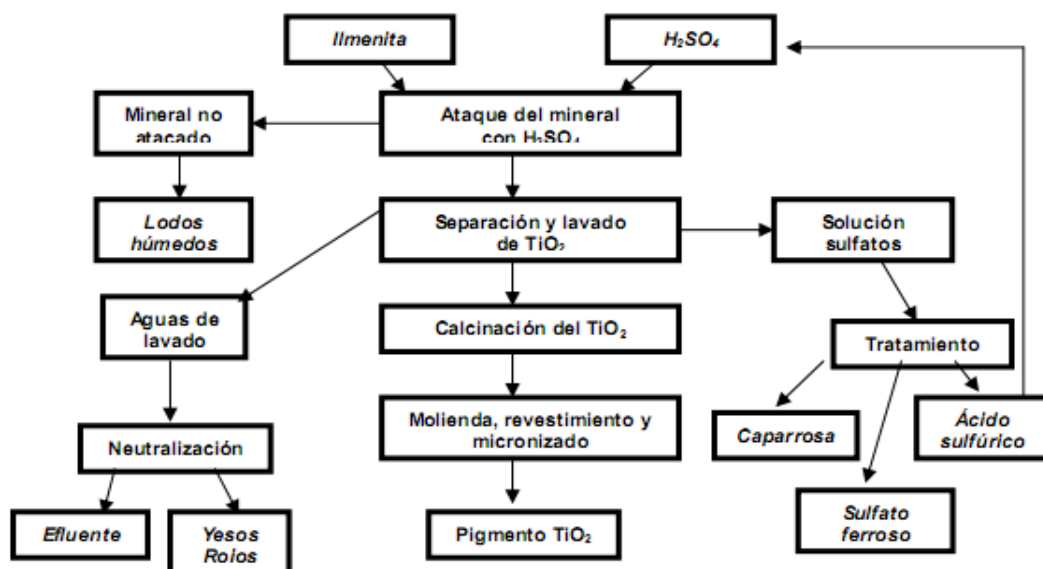 Ilmenita
H₂SO₄
Mineral no
atacado
Ataque del mineral
con H₂SO₄
Lodos
húmedos
Separación y lavado
de TiO₂
Solución
sulfatos
Aguas de
lavado
Calcinación del TiO₂
Tratamiento
Molienda, revestimiento y
micronizado
Caparrosa
Ácido
sulfúrico
Neutralización
Sulfato
ferroso
Efluente
Yesos
Rojos
Pigmento TiO₂